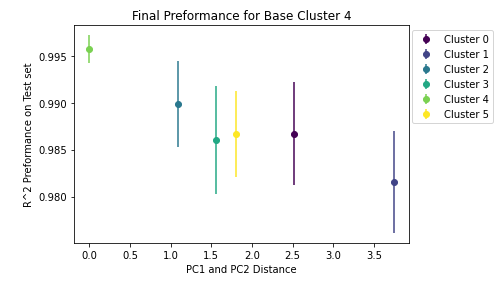 Final Preformance for Base Cluster 4
R^2 Preformance on Test set
0.995
0.990
0.985
0.980
0.0 0.5 1.0 1.5 2.0 2.5 3.0 3.5
PC1 and PC2 Distance
Cluster 0
Cluster 1
Cluster 2
Cluster 3
Cluster 4
Cluster 5